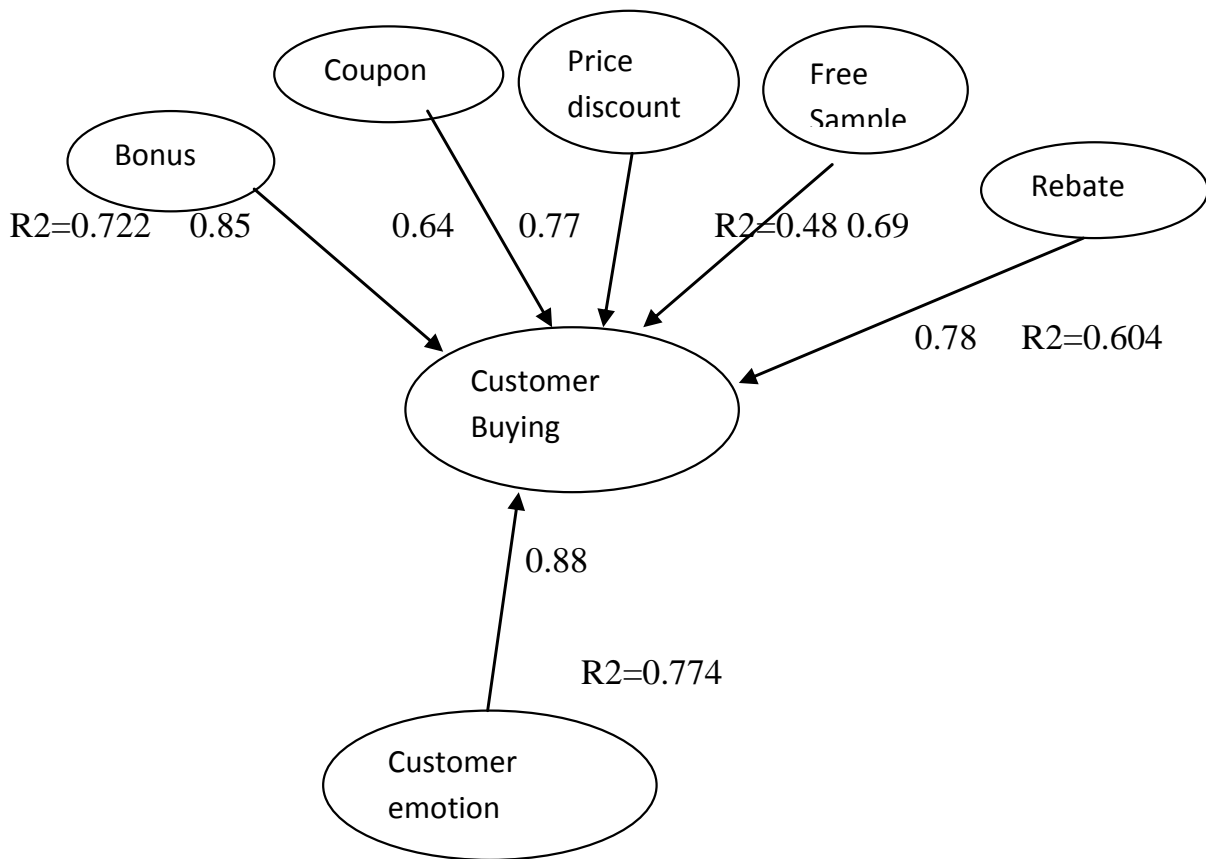 Coupon
Price
discount
Free
Sample
Bonus
Rebate
R2=0.722
0.85
0.64
0.77
R2=0.48 0.69
0.78
R2=0.604
Customer
Buying
0.88
R2=0.774
Customer
emotion